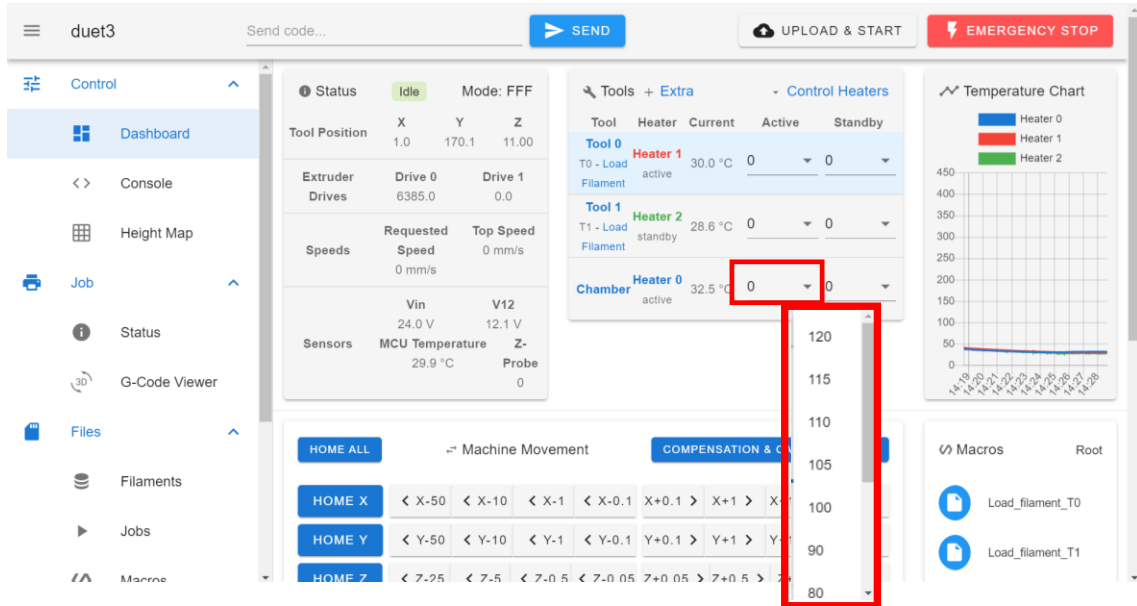 duet3
Send code...
SEND
UPLOAD & START
EMERGENCY STOP
Control
Dashboard
Console
Height Map
Job
Status
3D
G-Code Viewer
Files
Filaments
Jobs
Macros
Status Idle Mode: FFF
Tool Position
X Y Z
1.0 170.1 11.00
Extruder Drives
Drive 0 Drive 1
6385.0 0.0
Speeds
Requested Speed Top Speed
0 mm/s 0 mm/s
Sensors
Vin V12
24.0 V 12.1 V
MCU Temperature Z-Probe
29.9 °C 0
Tools + Extra Control Heaters
Tool Heater Current Active Standby
Tool 0
T0 - Load Filament
Heater 1
active
30.0 °C 0 0
Tool 1
T1 - Load Filament
Heater 2
standby
28.6 °C 0 0
Chamber
Heater 0
active
32.5 °C 0 0
120
115
110
105
100
90
80
Temperature Chart
Heater 0
Heater 1
Heater 2
450
400
350
300
250
200
150
100
50
0
14:19 14:20 14:21 14:22 14:23 14:24 14:25 14:26 14:27 14:28
HOME ALL Machine Movement COMPENSATION &
HOME X X-50 X-10 X-1 X-0.1 X+0.1 X+1
HOME Y Y-50 Y-10 Y-1 Y-0.1 Y+0.1 Y+1
HOME Z Z-25 Z-5 Z-0.5 Z-0.05 Z+0.05 Z+0.5
Macros Root
Load_filament_T0
Load_filament_T1